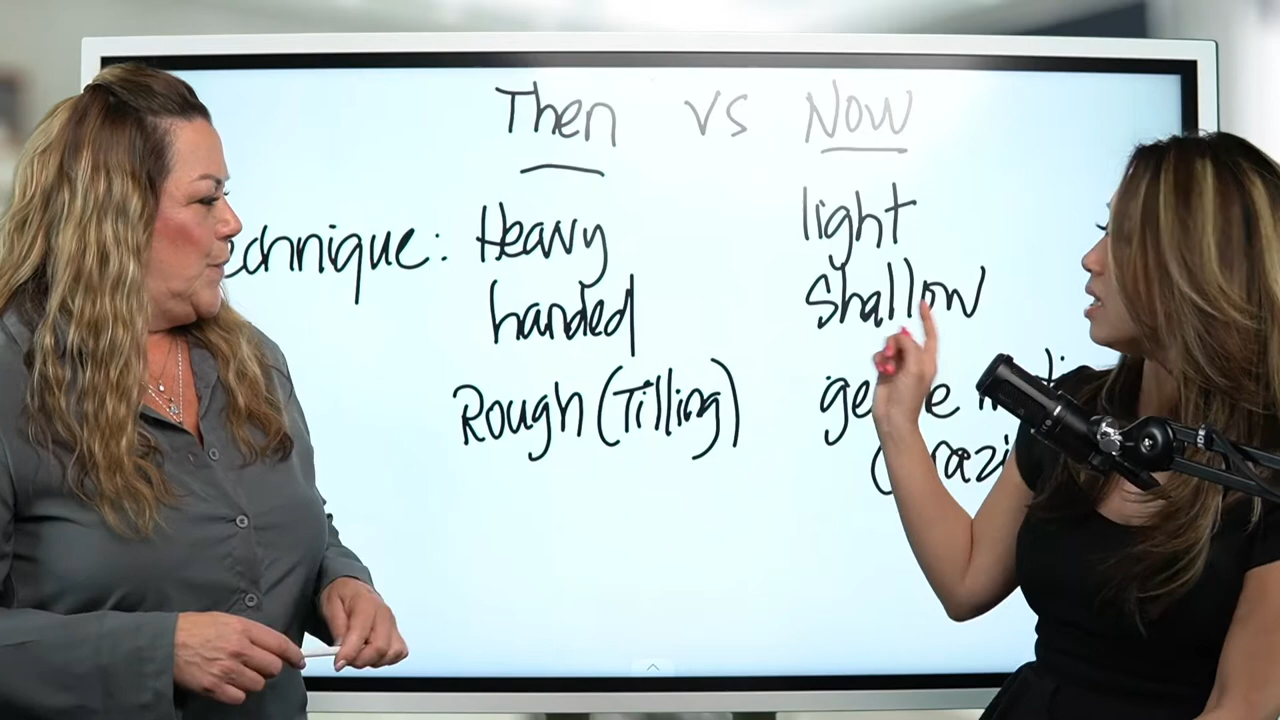 Then vs Now
echnique: Heavy light
handed shallow
Rough (Tilling)